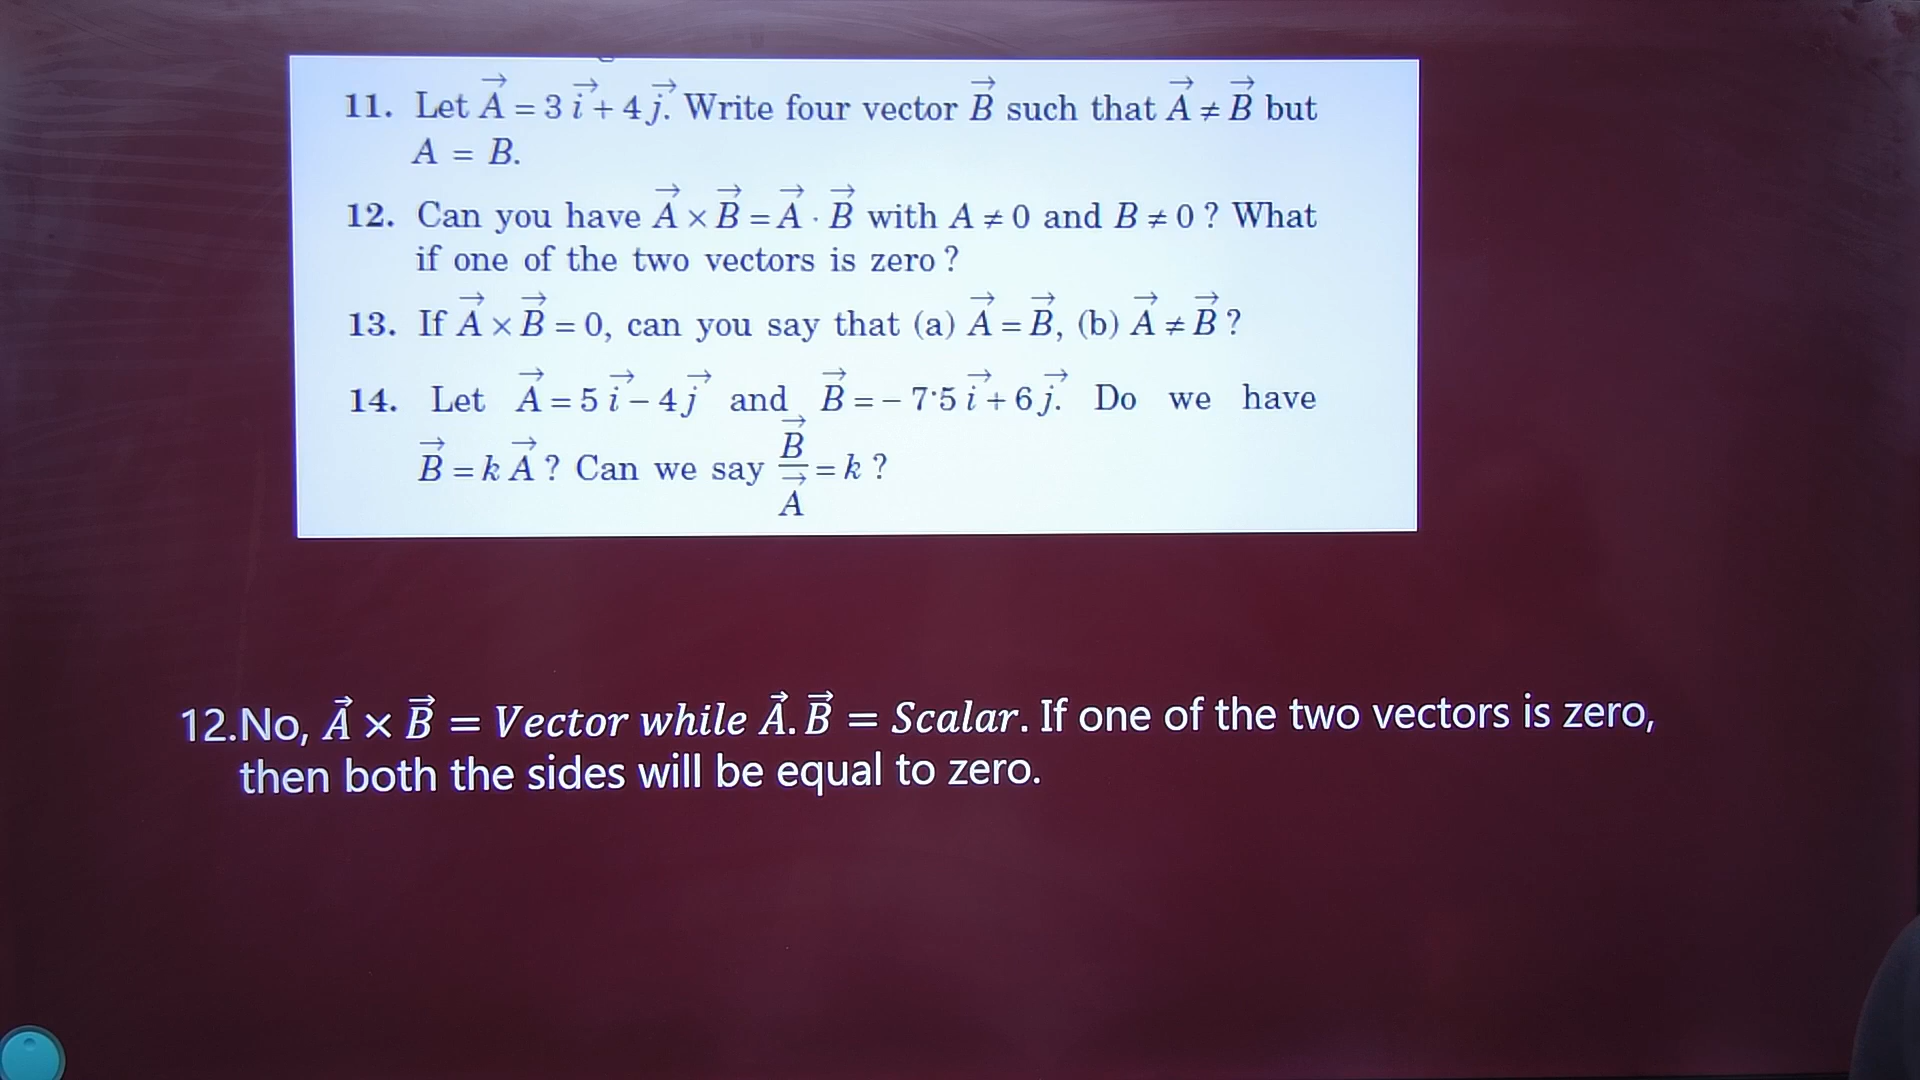 11. Let A⃗ = 3 i⃗ + 4 j⃗. Write four vector B⃗ such that A⃗ ≠ B⃗ but
A = B.
12. Can you have A⃗ × B⃗ = A⃗ · B⃗ with A ≠ 0 and B ≠ 0 ? What
if one of the two vectors is zero ?
13. If A⃗ × B⃗ = 0, can you say that (a) A⃗ = B⃗, (b) A⃗ ≠ B⃗ ?
14. Let A⃗ = 5 i⃗ − 4 j⃗ and B⃗ = − 7·5 i⃗ + 6 j⃗. Do we have
B⃗ = k A⃗ ? Can we say B⃗/A⃗ = k ?
12.No, A⃗ × B⃗ = Vector while A⃗. B⃗ = Scalar. If one of the two vectors is zero,
then both the sides will be equal to zero.